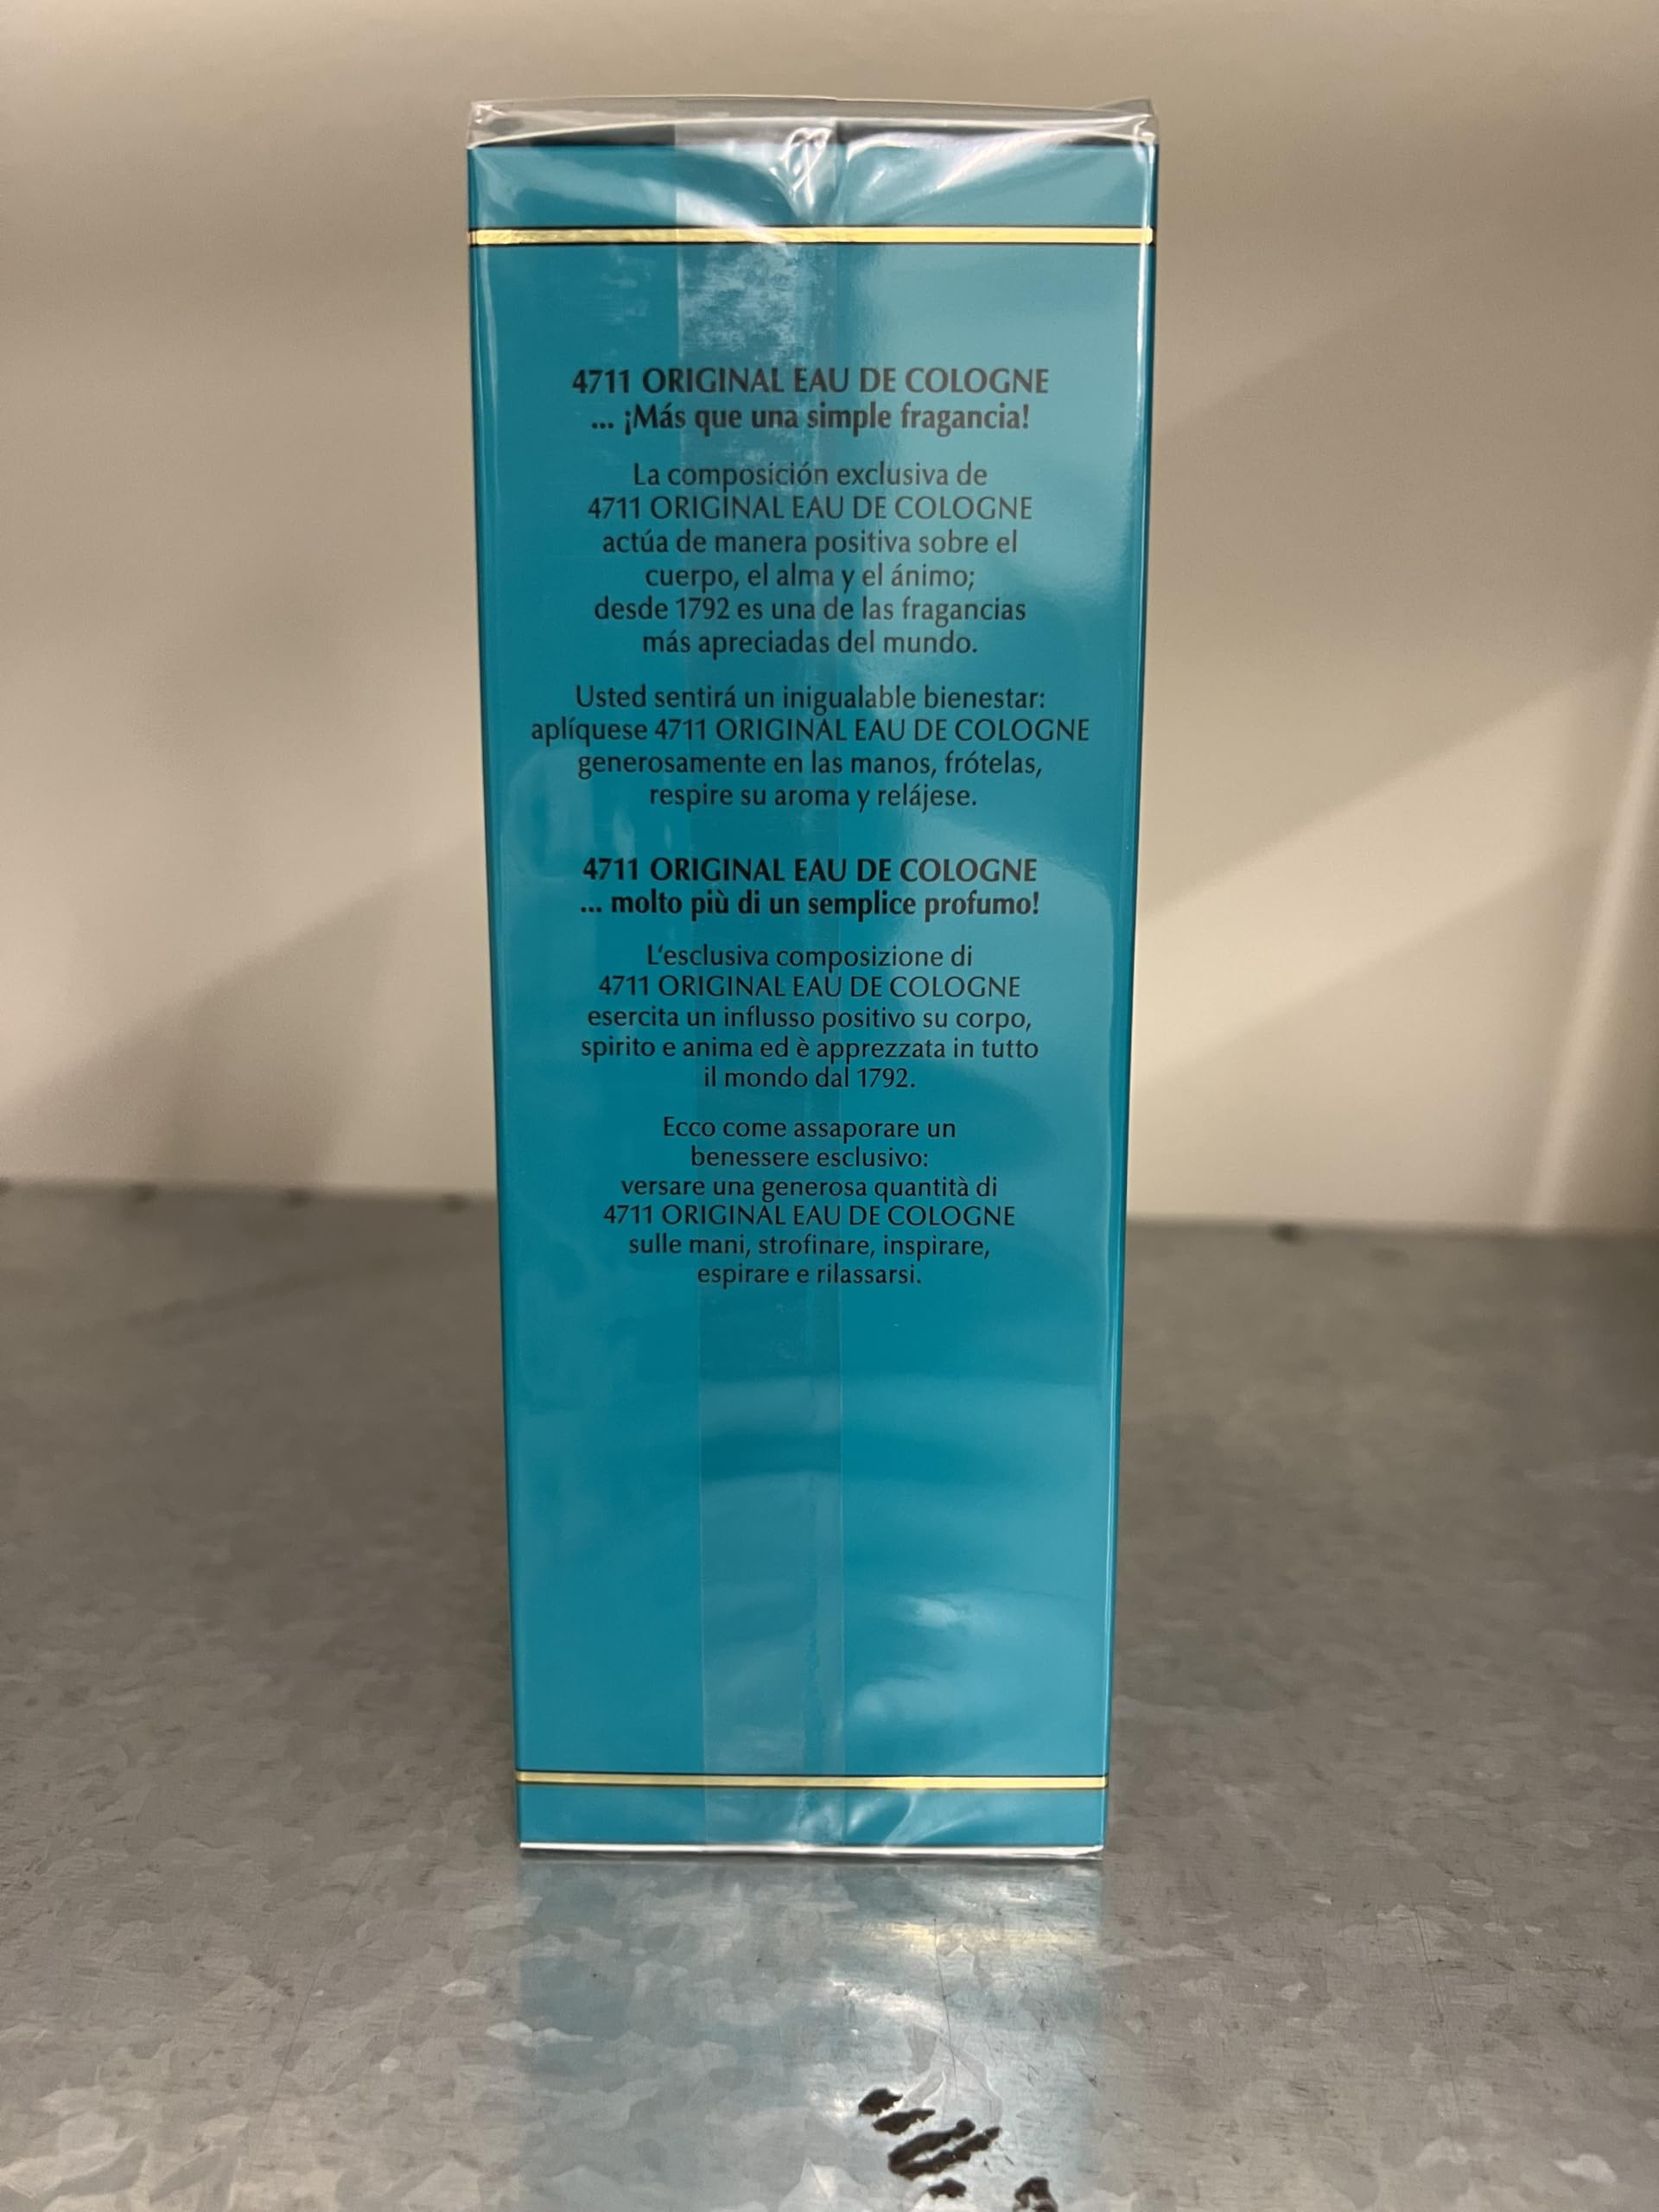 4711 ORIGINAL EAU DE COLOGNE
... ¡Más que una simple fragancia!
La composición exclusiva de
4711 ORIGINAL EAU DE COLOGNE
actúa de manera positiva sobre el
cuerpo, el alma y el ánimo;
desde 1792 es una de las fragancias
más apreciadas del mundo.
Usted sentirá un inigualable bienestar:
aplíquese 4711 ORIGINAL EAU DE COLOGNE
generosamente en las manos, frótelas,
respire su aroma y relájese.
4711 ORIGINAL EAU DE COLOGNE
... molto più di un semplice profumo!
L‘esclusiva composizione di
4711 ORIGINAL EAU DE COLOGNE
esercita un influsso positivo su corpo,
spirito e anima ed è apprezzata in tutto
il mondo dal 1792.
Ecco come assaporare un
benessere esclusivo:
versare una generosa quantità di
4711 ORIGINAL EAU DE COLOGNE
sulle mani, strofinare, inspirare,
espirare e rilassarsi.